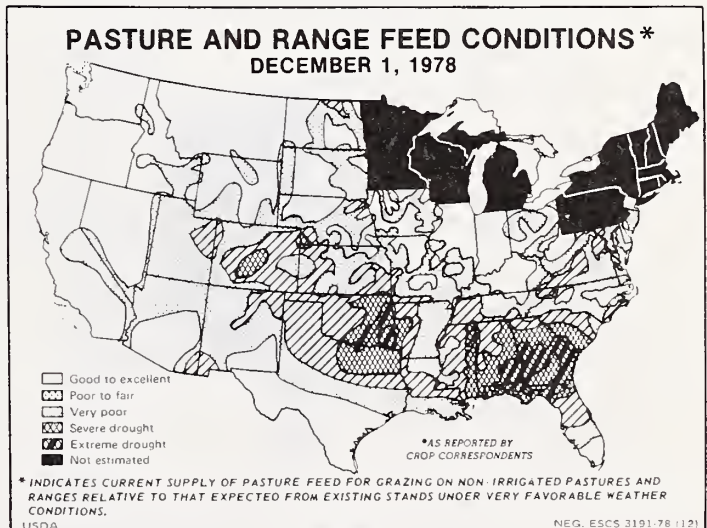 PASTURE AND RANGE FEED CONDITIONS*
DECEMBER 1, 1978
Good to excellent
Poor to fair
Very poor
Severe drought
Extreme drought
Not estimated
*AS REPORTED BY
CROP CORRESPONDENTS
* INDICATES CURRENT SUPPLY OF PASTURE FEED FOR GRAZING ON NON-IRRIGATED PASTURES AND
RANGES RELATIVE TO THAT EXPECTED FROM EXISTING STANDS UNDER VERY FAVORABLE WEATHER
CONDITIONS.
USDA
NEG. ESCS 3191-78 (12)